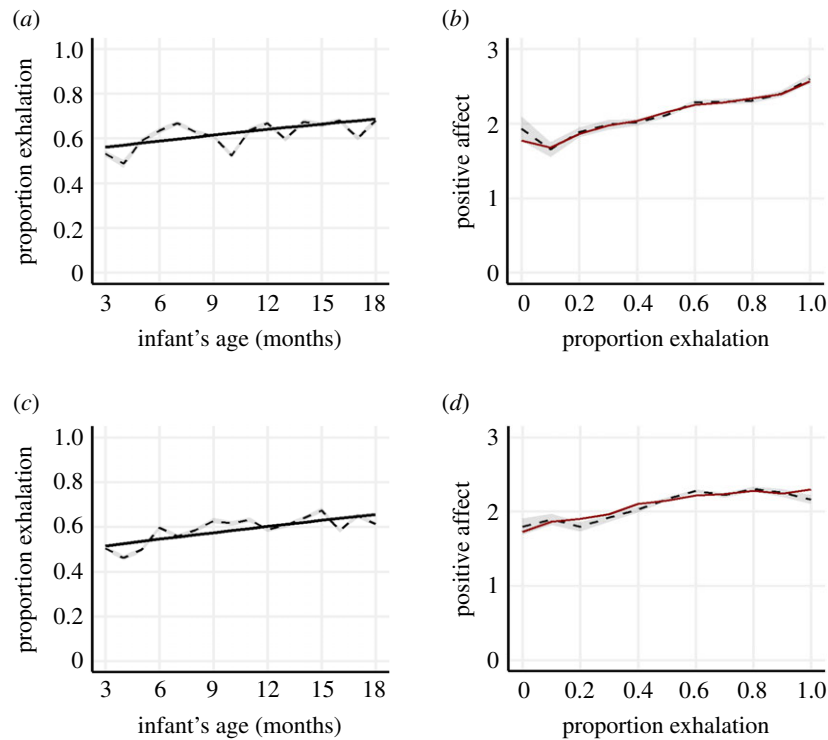 (a)
1.0
0.8
0.6
0.4
0.2
0
proportion exhalation
3 6 9 12 15 18
infant’s age (months)
(b)
3
2
1
0
positive affect
0 0.2 0.4 0.6 0.8 1.0
proportion exhalation
(c)
1.0
0.8
0.6
0.4
0.2
0
proportion exhalation
3 6 9 12 15 18
infant’s age (months)
(d)
3
2
1
0
positive affect
0 0.2 0.4 0.6 0.8 1.0
proportion exhalation